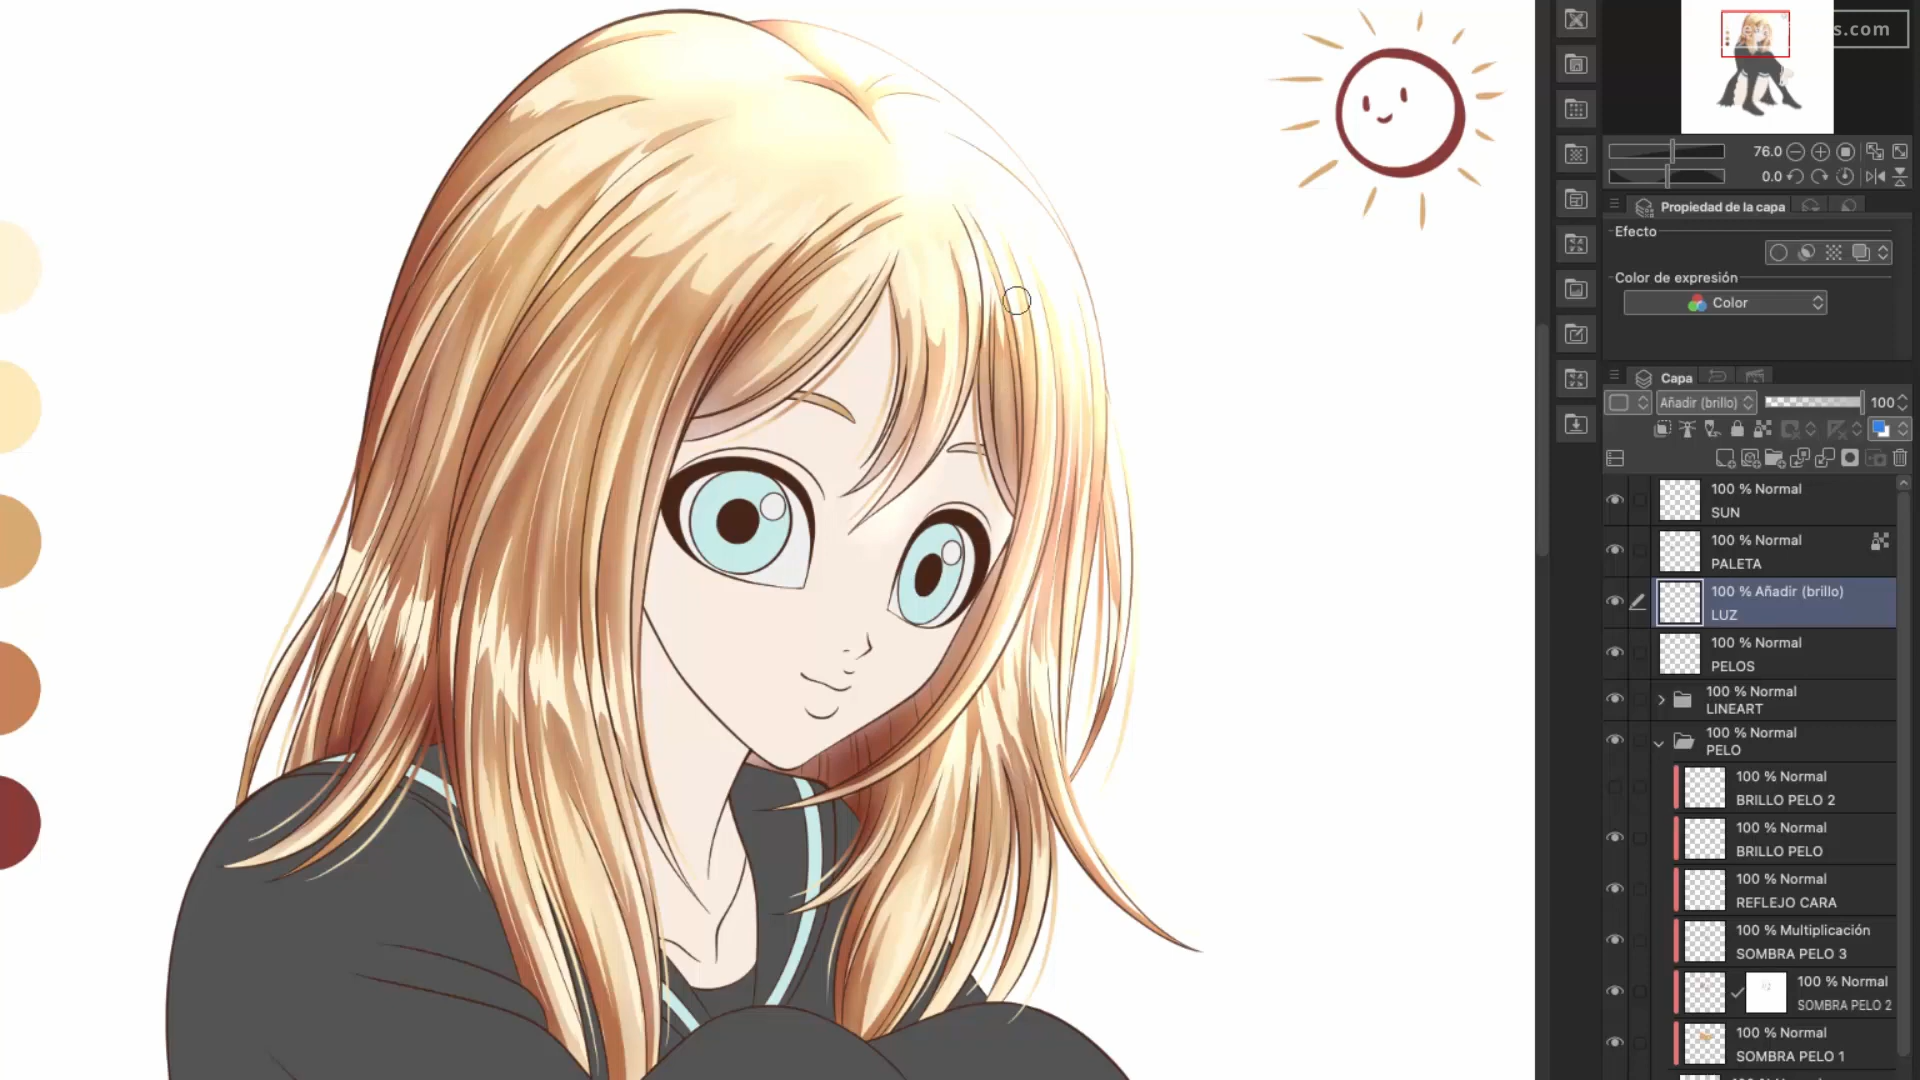 s.com
76.0
0.0
Propiedad de la capa
Efecto
Color de expresión
Color
Capa
Añadir (brillo)
100
100 % Normal
SUN
100 % Normal
PALETA
100 % Añadir (brillo)
LUZ
100 % Normal
PELOS
100 % Normal
LINEART
100 % Normal
PELO
100 % Normal
BRILLO PELO 2
100 % Normal
BRILLO PELO
100 % Normal
REFLEJO CARA
100 % Multiplicación
SOMBRA PELO 3
100 % Normal
SOMBRA PELO 2
100 % Normal
SOMBRA PELO 1